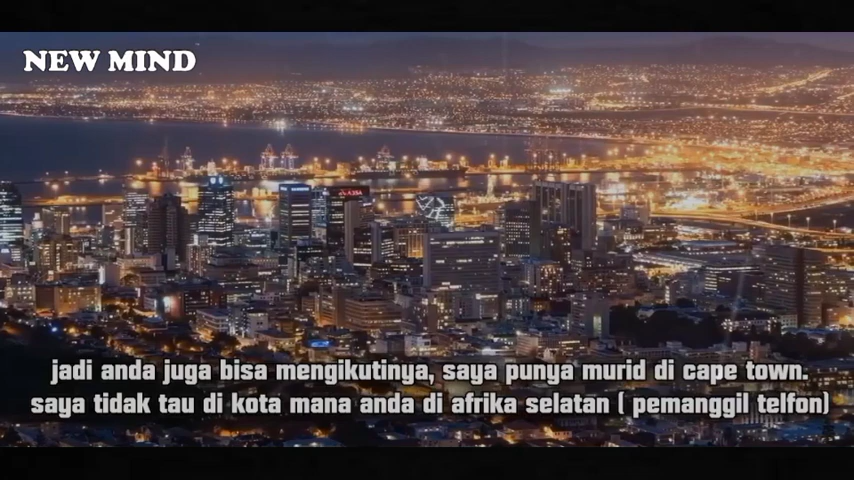 NEW MIND
jadi anda juga bisa mengikutinya, saya punya murid di cape town.
saya tidak tau di kota mana anda di afrika selatan ( pemanggil telfon)